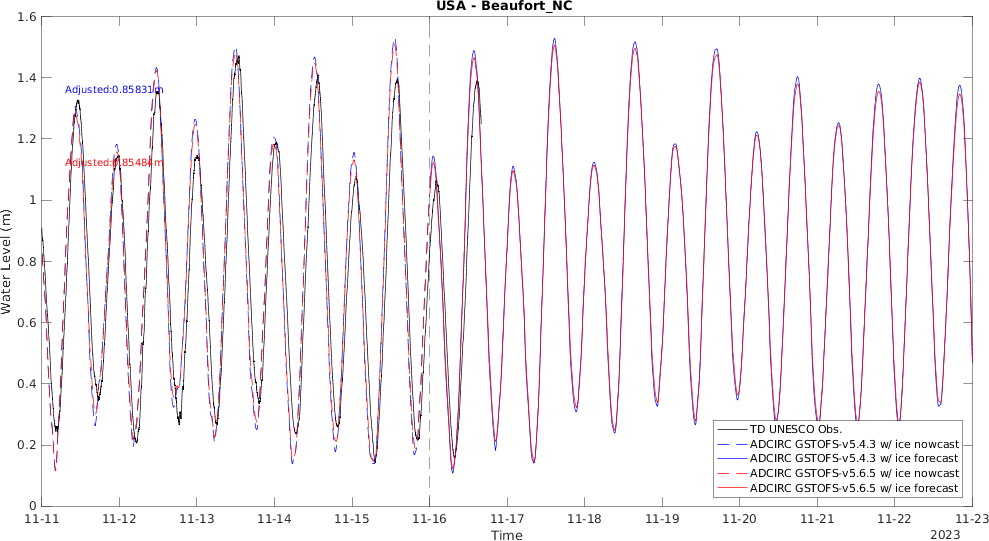 USA - Beaufort_NC
1.6
1.4
1.2
1
0.8
0.6
0.4
0.2
0
Water Level (m)
Adjusted:0.85831m
Adjusted:0.85484m
TD UNESCO Obs.
ADCIRC GSTOFS-v5.4.3 w/ ice nowcast
ADCIRC GSTOFS-v5.4.3 w/ ice forecast
ADCIRC GSTOFS-v5.6.5 w/ ice nowcast
ADCIRC GSTOFS-v5.6.5 w/ ice forecast
11-11 11-12 11-13 11-14 11-15 11-16 11-17 11-18 11-19 11-20 11-21 11-22 11-23
Time
2023